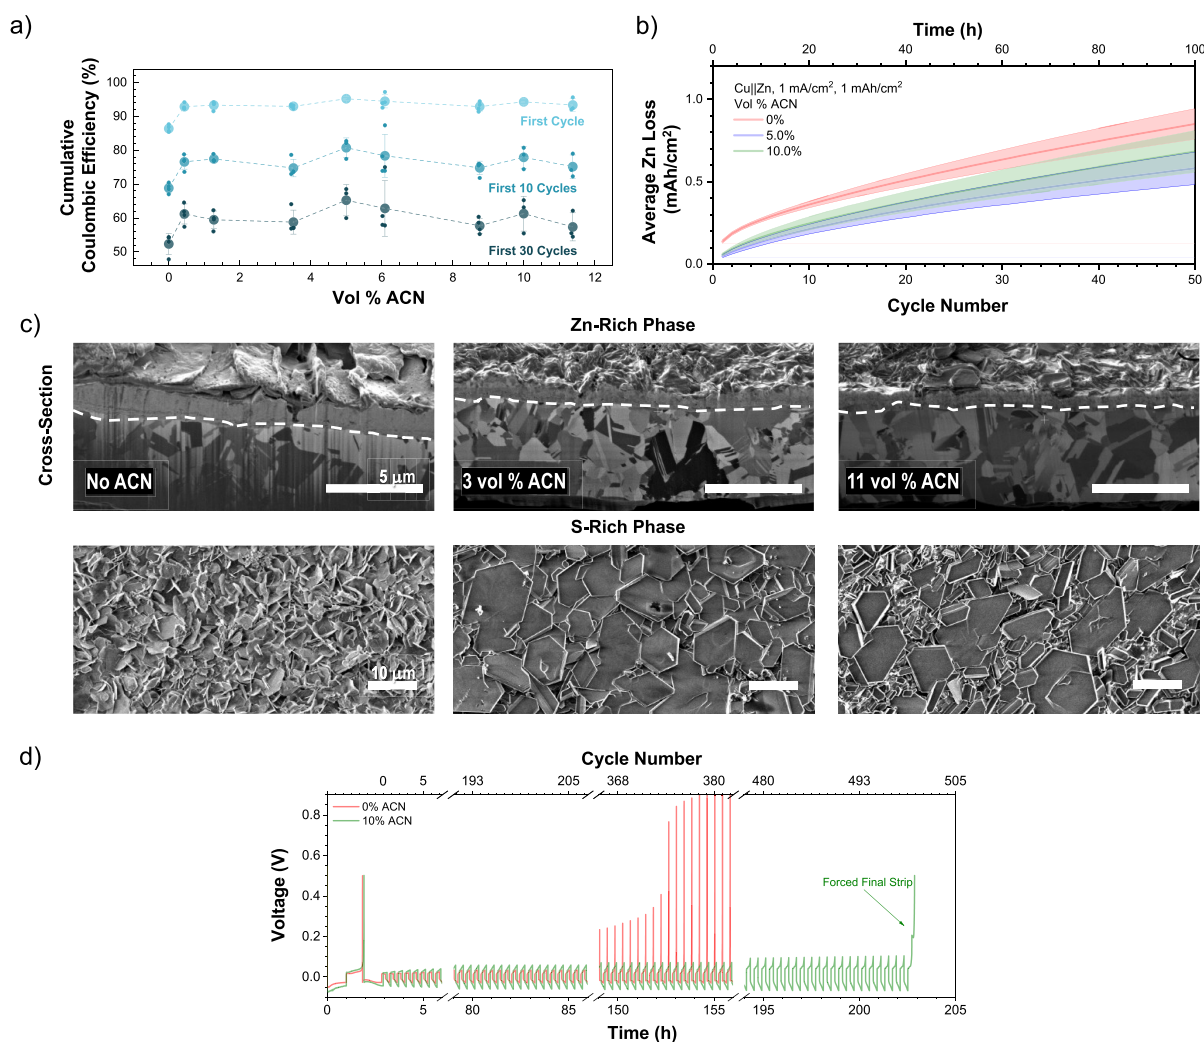 a)
100
90
80
70
60
50
Cumulative
Coulombic Efficiency (%)
First Cycle
First 10 Cycles
First 30 Cycles
0 1 2 3 4 5 6 7 8 9 10 11 12
Vol % ACN
b)
Time (h)
0 20 40 60 80 100
Cu||Zn, 1 mA/cm², 1 mAh/cm²
Vol % ACN
0%
5.0%
10.0%
1.0
0.5
0.0
Average Zn Loss
(mAh/cm²)
0 10 20 30 40 50
Cycle Number
c)
Zn-Rich Phase
Cross-Section
No ACN
5 μm
3 vol % ACN
11 vol % ACN
S-Rich Phase
10 μm
d)
Cycle Number
0 5 193 205 368 380 480 493 505
0% ACN
10% ACN
0.8
0.6
0.4
0.2
0.0
Voltage (V)
Forced Final Strip
0 5 80 85 150 155 195 200 205
Time (h)